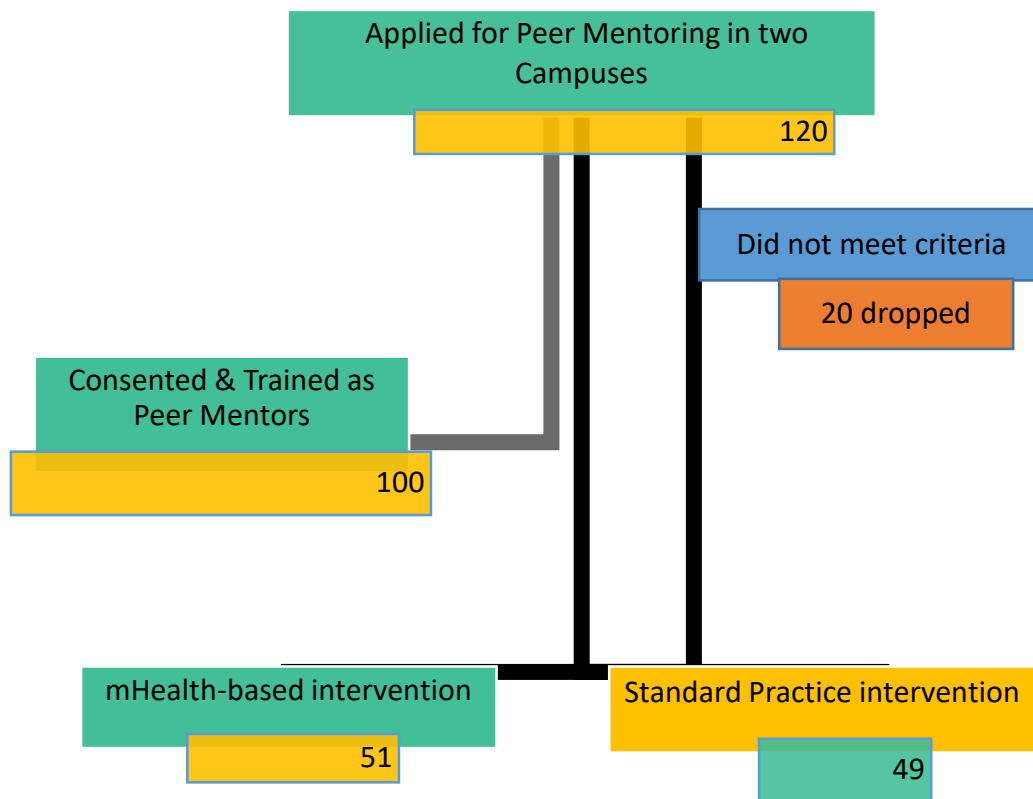 Applied for Peer Mentoring in two
Campuses
120
Did not meet criteria
20 dropped
Consented & Trained as
Peer Mentors
100
mHealth-based intervention
51
Standard Practice intervention
49